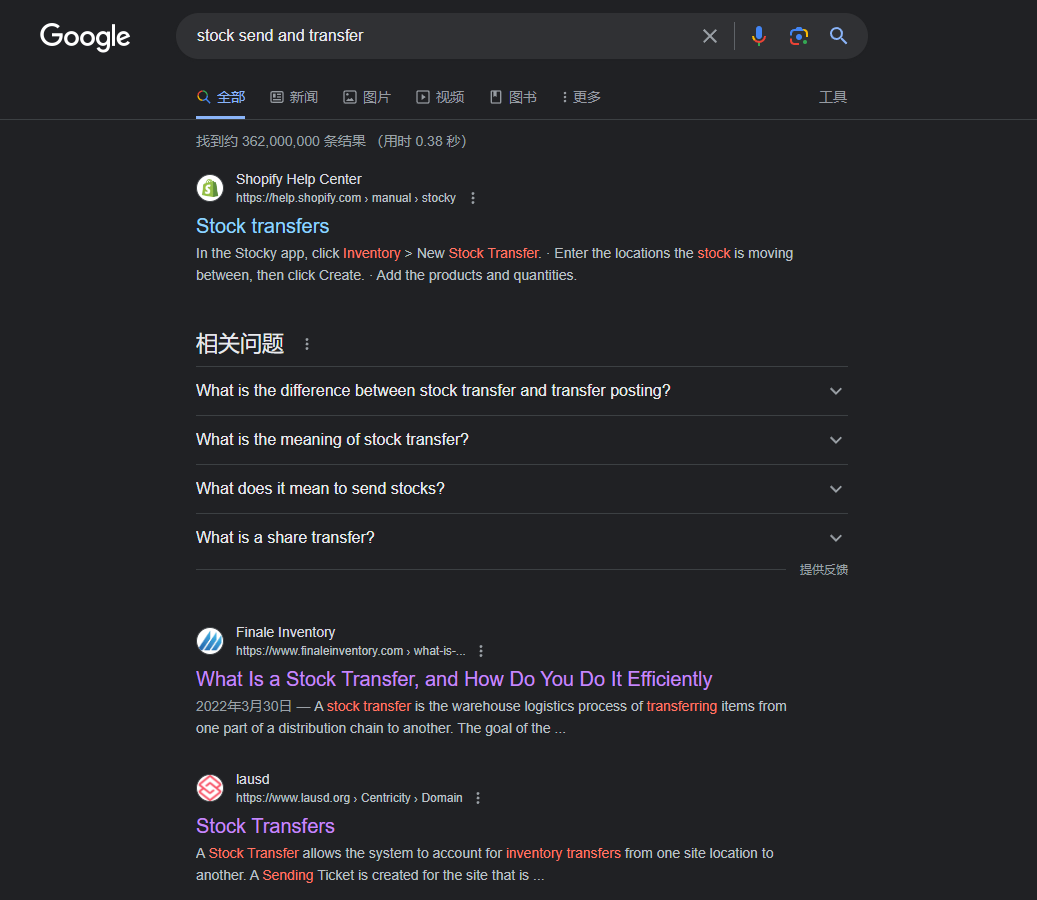 Google
stock send and transfer
全部 新闻 图片 视频 图书 更多 工具
找到约 362,000,000 条结果 (用时 0.38 秒)
Shopify Help Center
https://help.shopify.com › manual › stocky
Stock transfers
In the Stocky app, click Inventory > New Stock Transfer. · Enter the locations the stock is moving
between, then click Create. · Add the products and quantities.
相关问题
What is the difference between stock transfer and transfer posting?
What is the meaning of stock transfer?
What does it mean to send stocks?
What is a share transfer?
提供反馈
Finale Inventory
https://www.finaleinventory.com › what-is-...
What Is a Stock Transfer, and How Do You Do It Efficiently
2022年3月30日 — A stock transfer is the warehouse logistics process of transferring items from
one part of a distribution chain to another. The goal of the ...
lausd
https://www.lausd.org › Centricity › Domain
Stock Transfers
A Stock Transfer allows the system to account for inventory transfers from one site location to
another. A Sending Ticket is created for the site that is ...